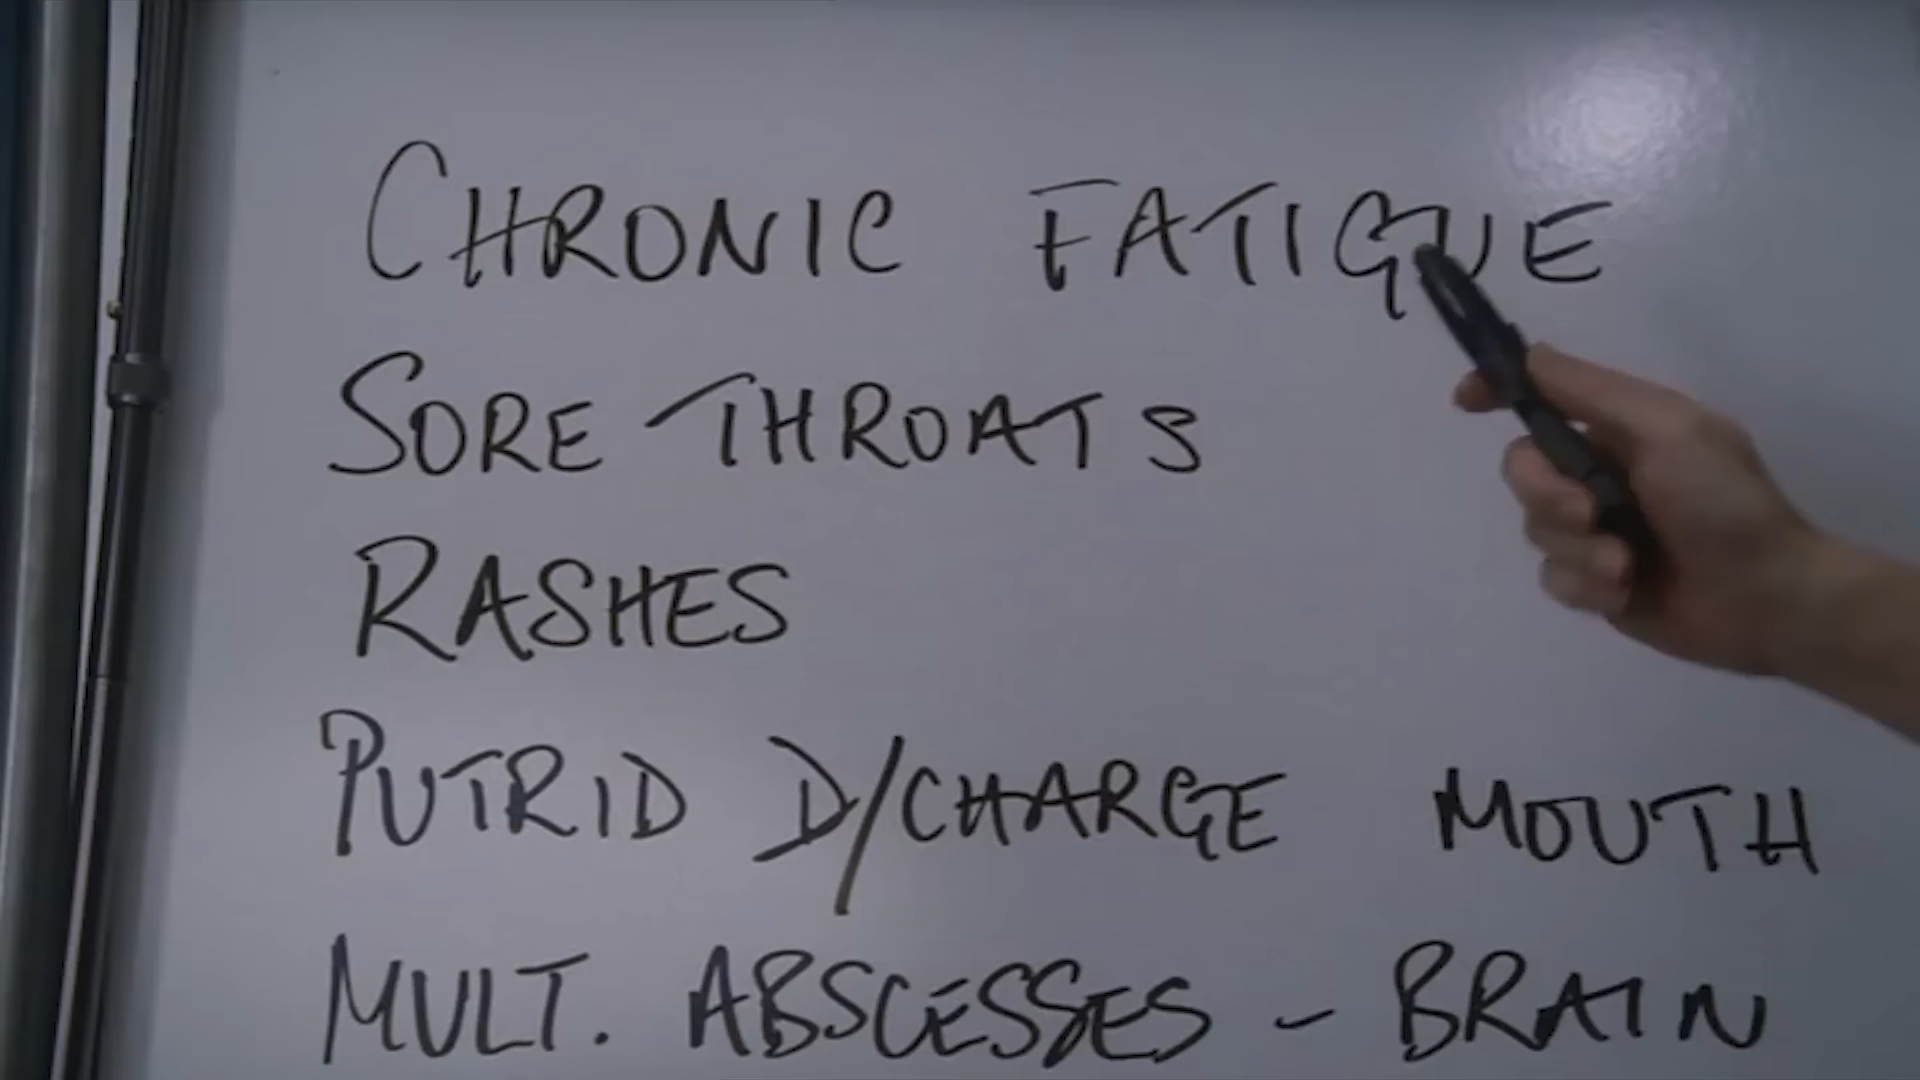 CHRONIC FATIGUE
SORE THROATS
RASHES
PUTRID D/CHARGE MOUTH
MULT. ABSCESSES - BRAIN